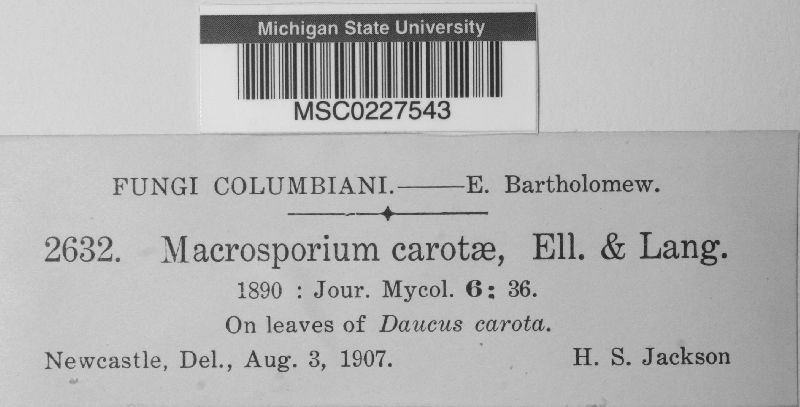 Michigan State University
MSC0227543
FUNGI COLUMBIANI.——E. Bartholomew.
2632. Macrosporium carotæ, Ell. & Lang.
1890 : Jour. Mycol. 6: 36.
On leaves of Daucus carota.
Newcastle, Del., Aug. 3, 1907. H. S. Jackson